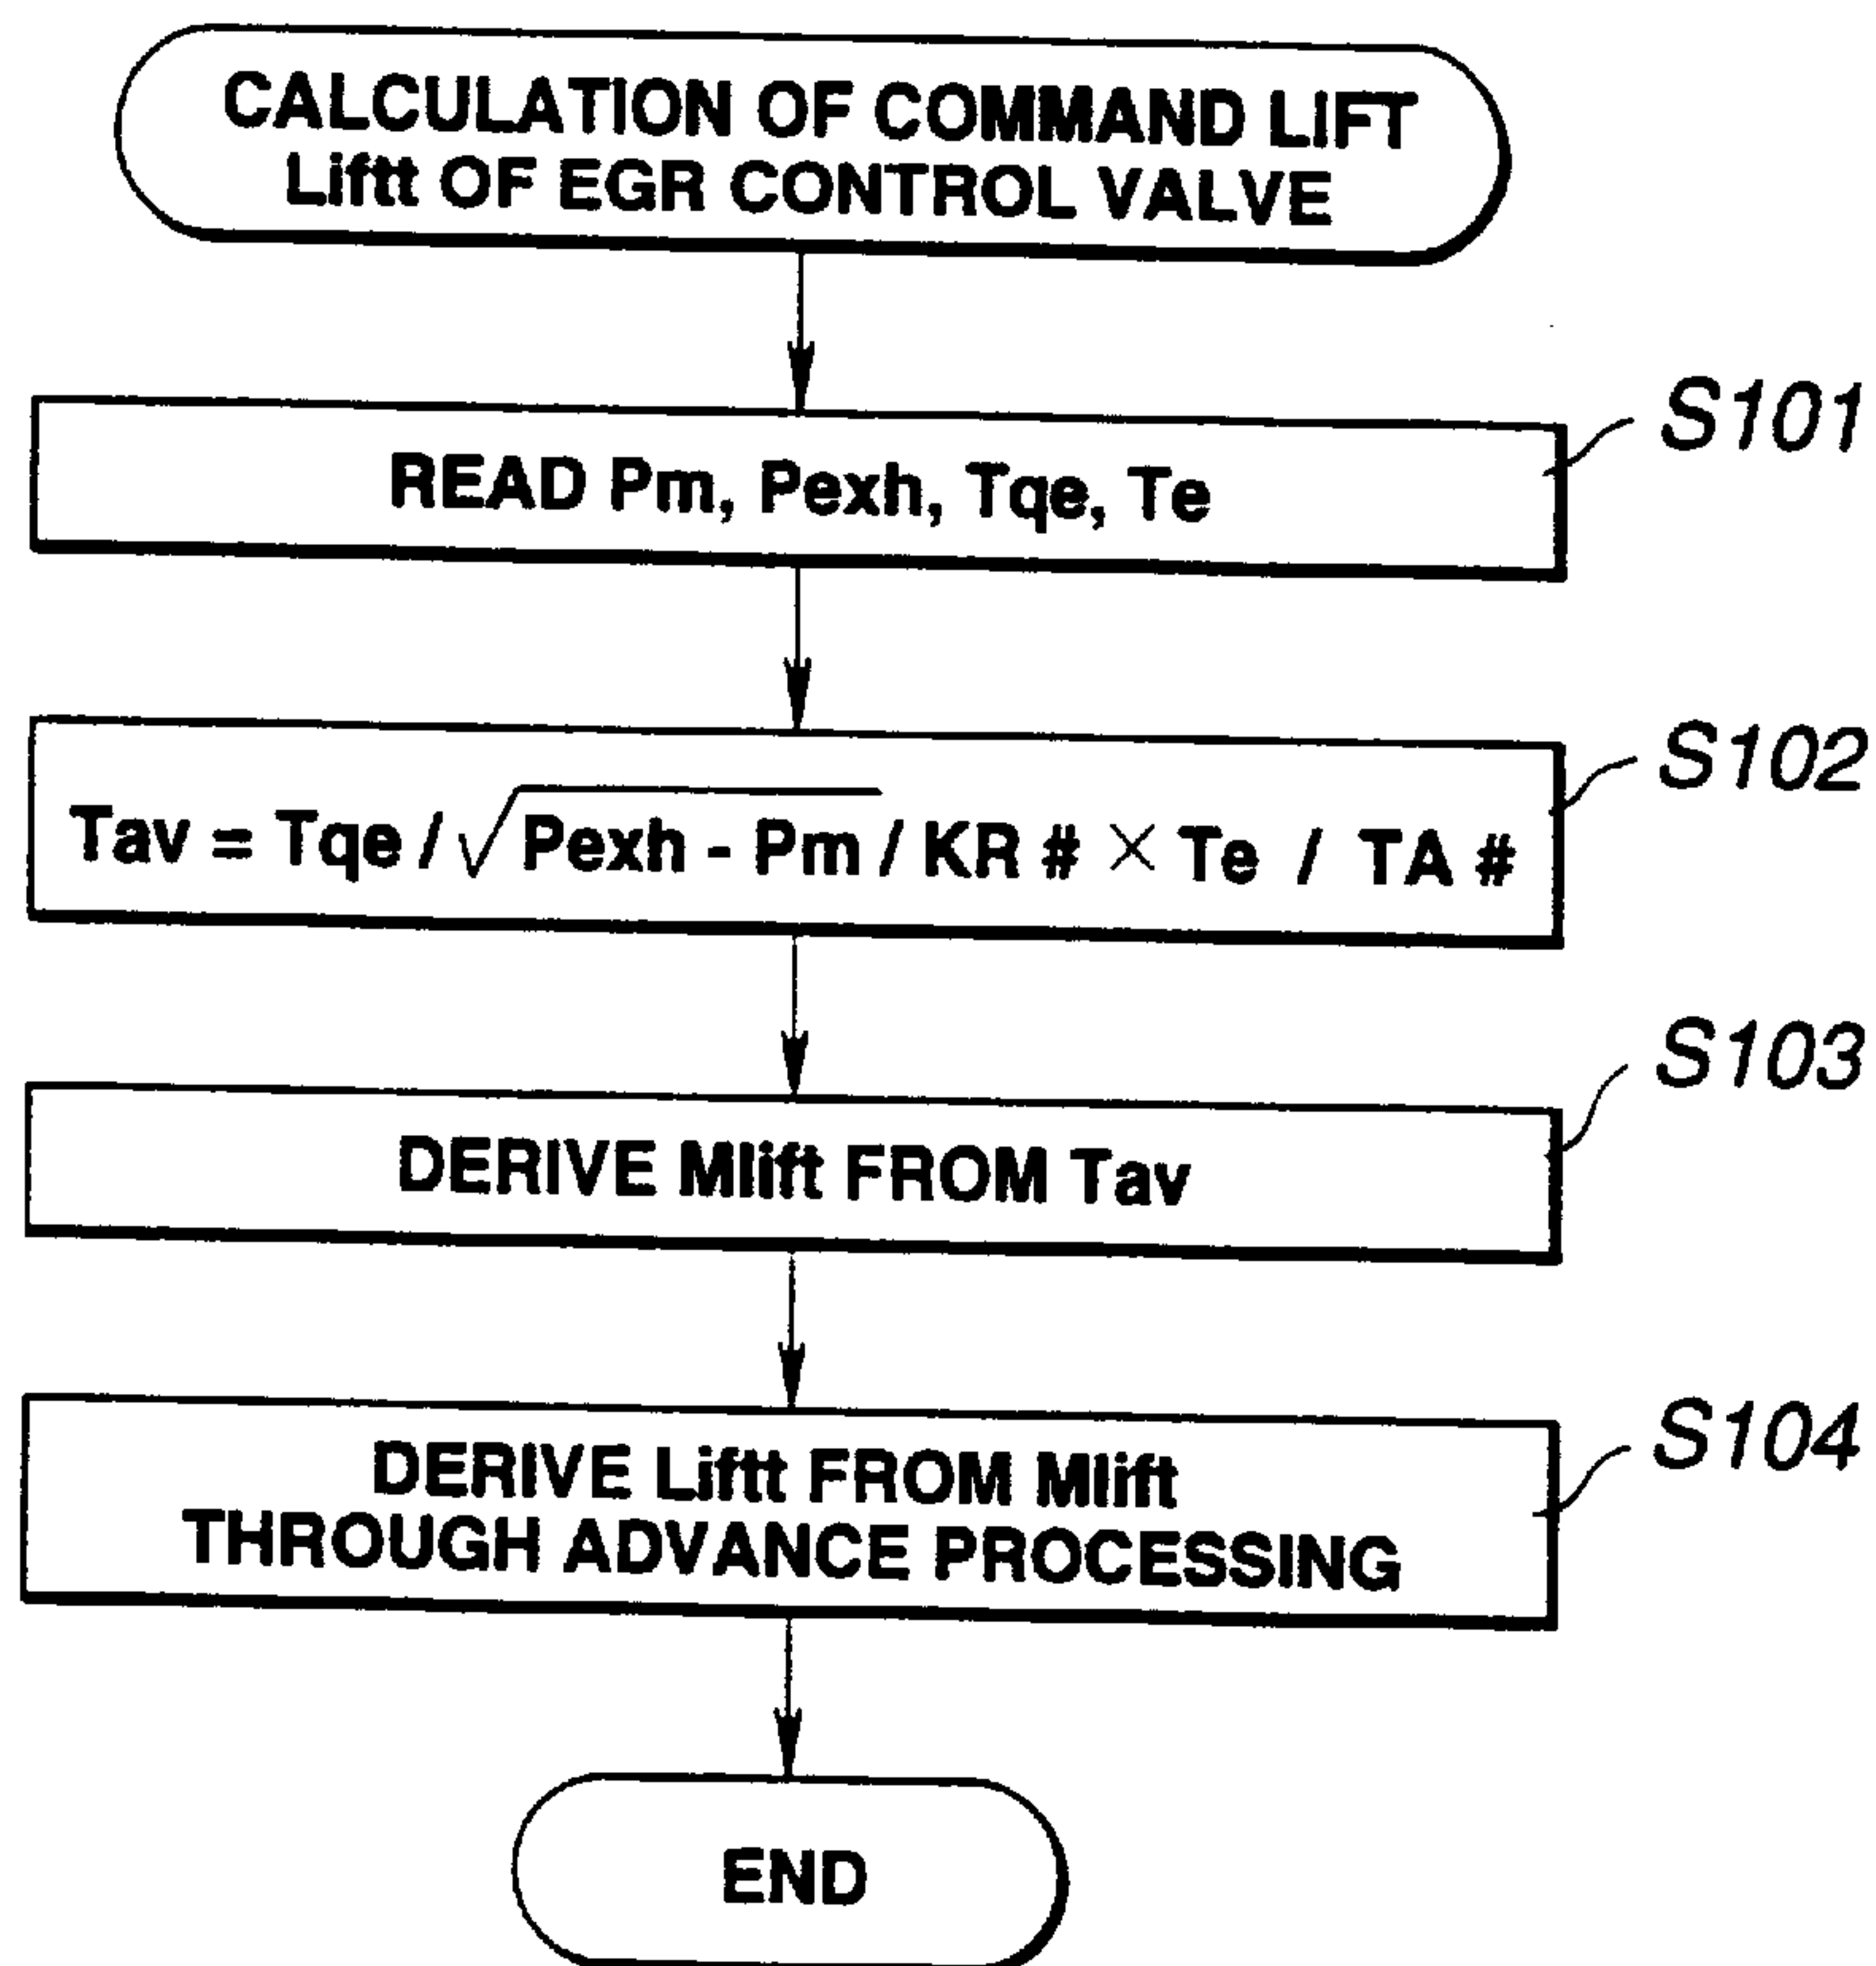 CALCULATION OF COMMAND LIFT
Liftt OF EGR CONTROL VALVE
READ Pm, Pexh, Tqe, Te
S101
Tav = Tqe / √Pexh - Pm / KR # × Te / TA #
S102
DERIVE Mlift FROM Tav
S103
DERIVE Liftt FROM Mlift
THROUGH ADVANCE PROCESSING
S104
END